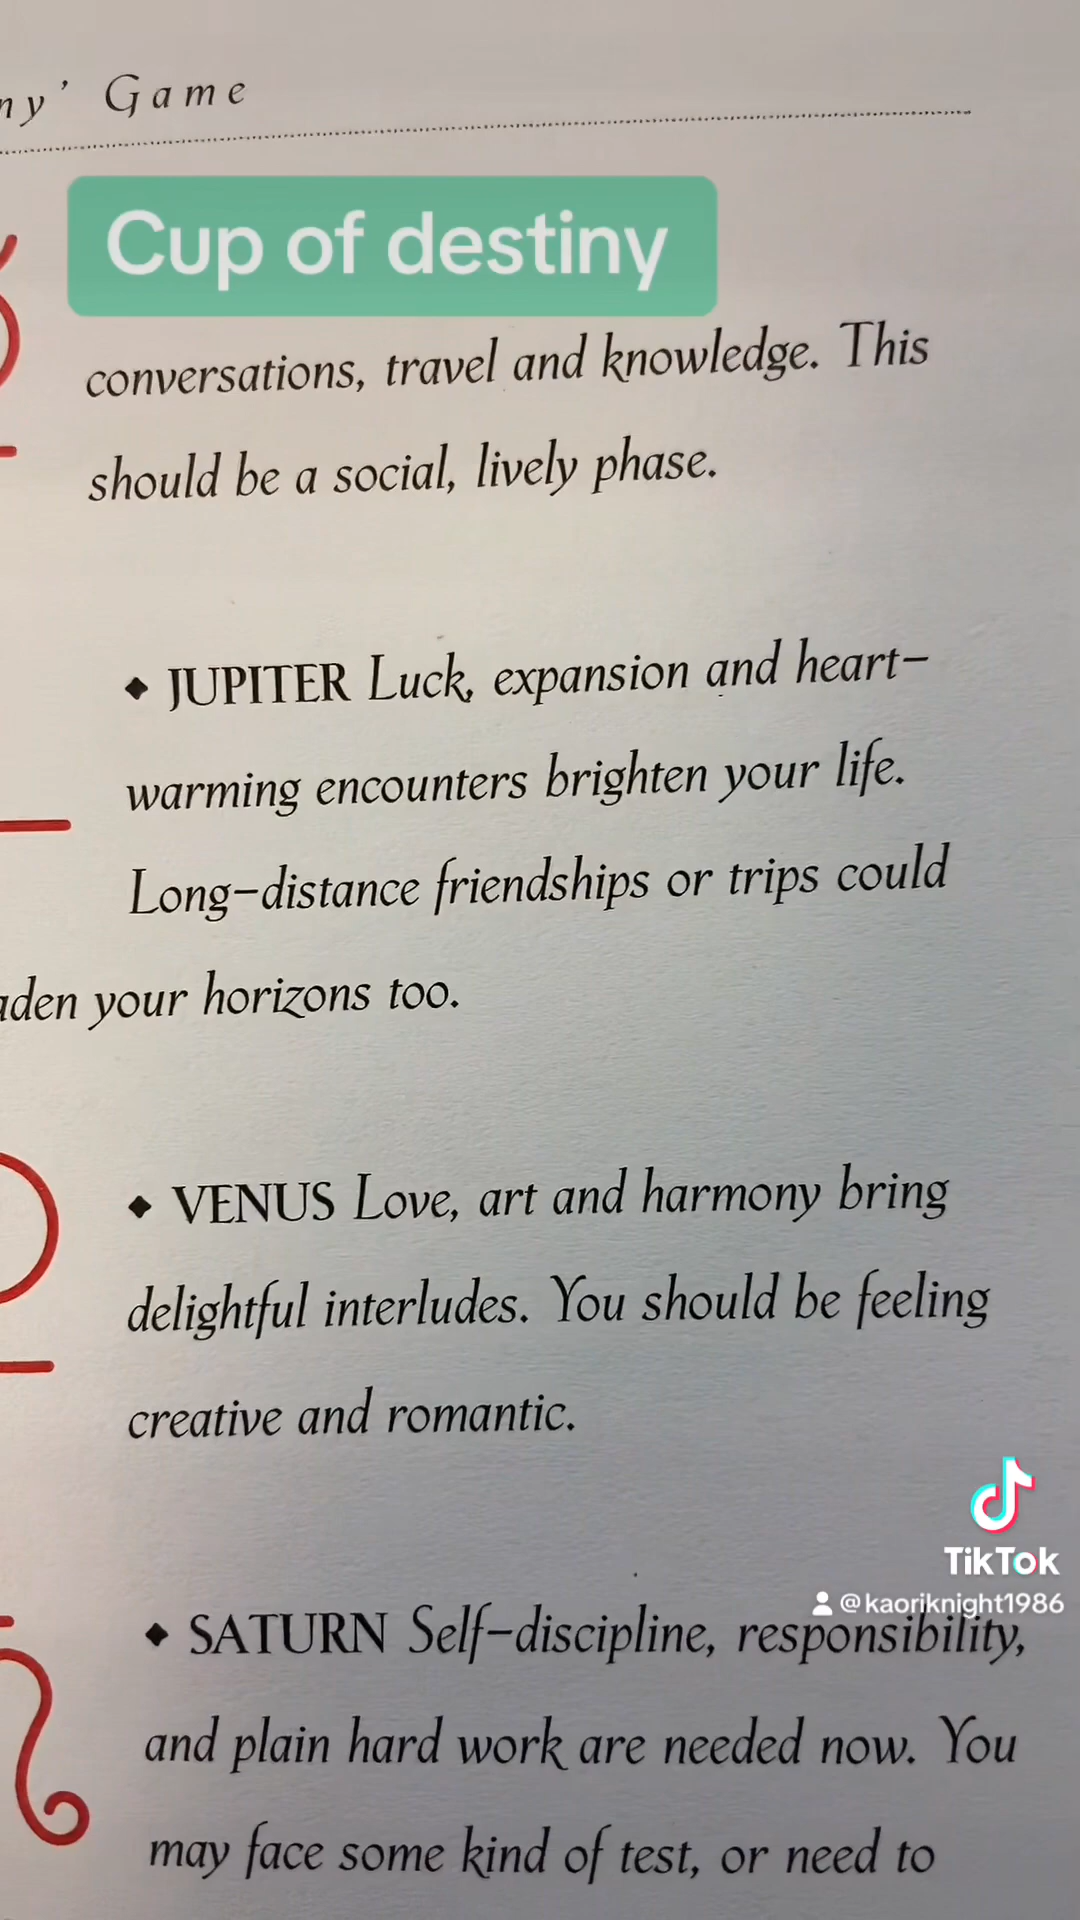 ny' Game
Cup of destiny
conversations, travel and knowledge. This
should be a social, lively phase.
◆ JUPITER Luck, expansion and heart-
warming encounters brighten your life.
Long-distance friendships or trips could
aden your horizons too.
◆ VENUS Love, art and harmony bring
delightful interludes. You should be feeling
creative and romantic.
TikTok
@kaoriknight1986
◆ SATURN Self-discipline, responsibility,
and plain hard work are needed now. You
may face some kind of test, or need to